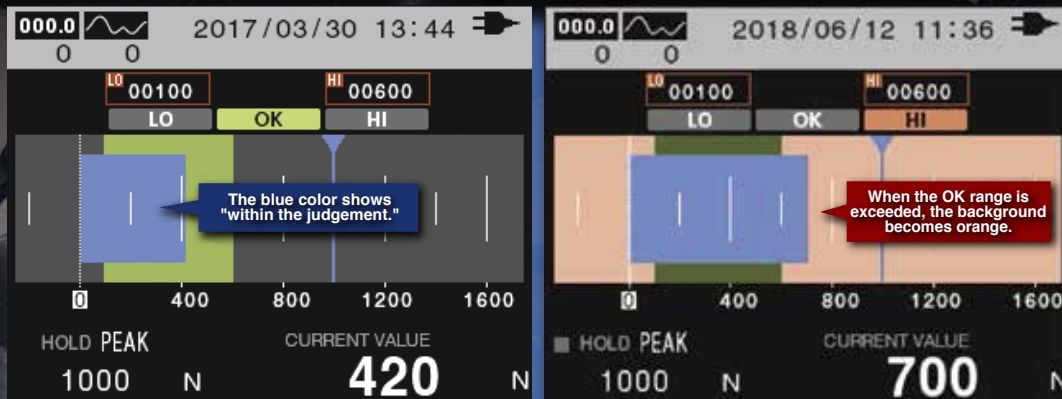 000.0 2017/03/30 13:44
0 0
LO 00100 HI 00600
LO OK HI
The blue color shows
"within the judgement."
0 400 800 1200 1600
HOLD PEAK CURRENT VALUE
1000 N 420 N
000.0 2018/06/12 11:36
0 0
LO 00100 HI 00600
LO OK HI
When the OK range is
exceeded, the background
becomes orange.
0 400 800 1200 1600
HOLD PEAK CURRENT VALUE
1000 N 700 N